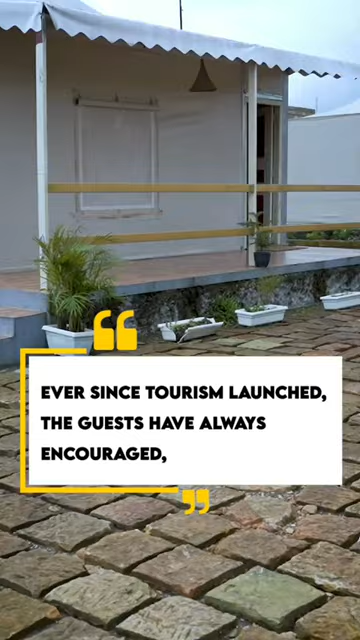 EVER SINCE TOURISM LAUNCHED,
THE GUESTS HAVE ALWAYS
ENCOURAGED,